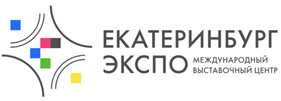 ЕКАТЕРИНБУРГ
ЭКСПО МЕЖДУНАРОДНЫЙ
ВЫСТАВОЧНЫЙ ЦЕНТР